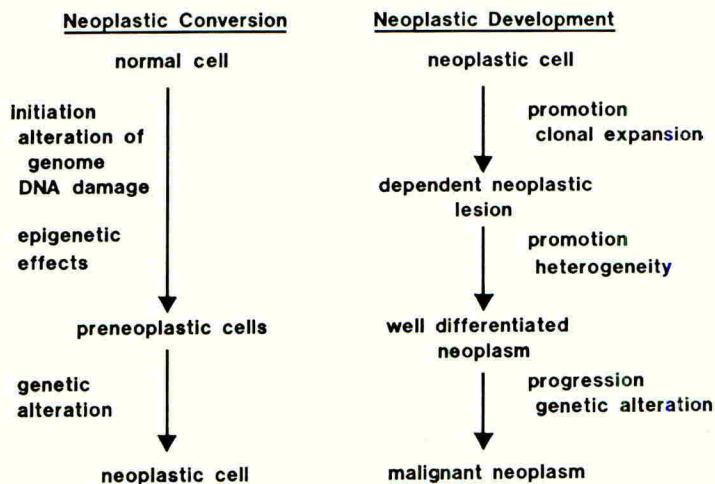 Neoplastic Conversion
normal cell
initiation
alteration of
genome
DNA damage
epigenetic
effects
preneoplastic cells
genetic
alteration
neoplastic cell
Neoplastic Development
neoplastic cell
promotion
clonal expansion
dependent neoplastic
lesion
promotion
heterogeneity
well differentiated
neoplasm
progression
genetic alteration
malignant neoplasm